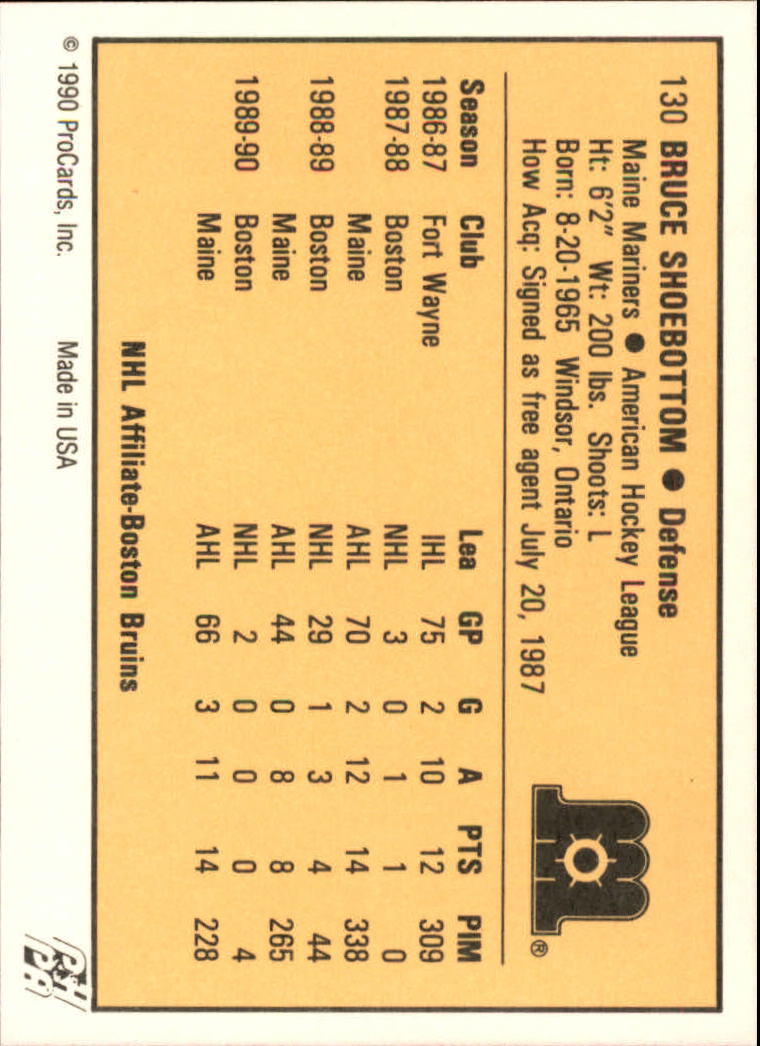 130 BRUCE SHOEBOTTOM ● Defense
Maine Mariners ● American Hockey League
Ht: 6'2" Wt: 200 lbs. Shoots: L
Born: 8-20-1965 Windsor, Ontario
How Acq: Signed as free agent July 20, 1987
®
Season Club Lea GP G A PTS PIM
1986-87 Fort Wayne IHL 75 2 10 12 309
1987-88 Boston NHL 3 0 1 1 0
Maine AHL 70 2 12 14 338
1988-89 Boston NHL 29 1 3 4 44
Maine AHL 44 0 8 8 265
1989-90 Boston NHL 2 0 0 0 4
Maine AHL 66 3 11 14 228
NHL Affiliate-Boston Bruins
© 1990 ProCards, Inc. Made in USA